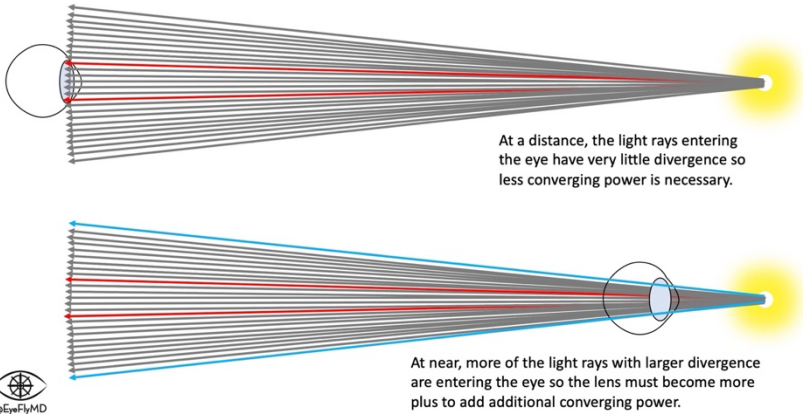 At a distance, the light rays entering
the eye have very little divergence so
less converging power is necessary.
At near, more of the light rays with larger divergence
are entering the eye so the lens must become more
plus to add additional converging power.
@EyeFlyMD